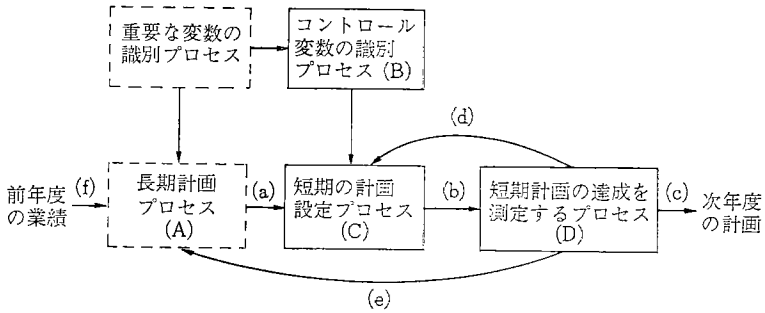 重要な変数の
識別プロセス
コントロール
変数の識別
プロセス(B)
(d)
前年度
の業績
(f)
長期計画
プロセス
(A)
(a)
短期の計画
設定プロセス
(C)
(b)
短期計画の達成を
測定するプロセス
(D)
(c)
次年度
の計画
(e)